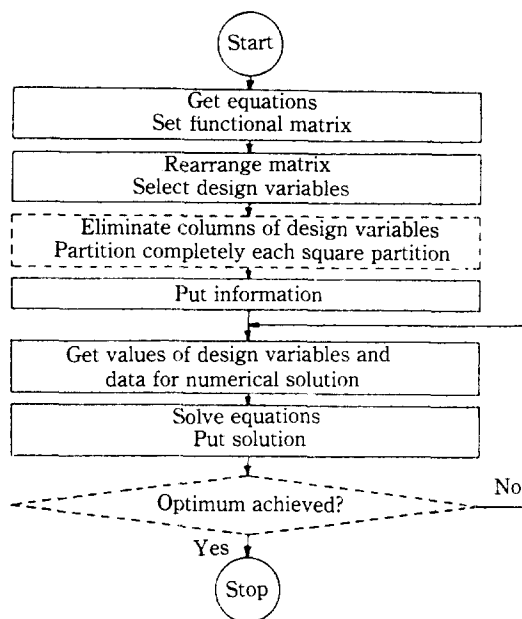 Start
Get equations
Set functional matrix
Rearrange matrix
Select design variables
Eliminate columns of design variables
Partition completely each square partition
Put information
Get values of design variables and
data for numerical solution
Solve equations
Put solution
Optimum achieved?
No
Yes
Stop